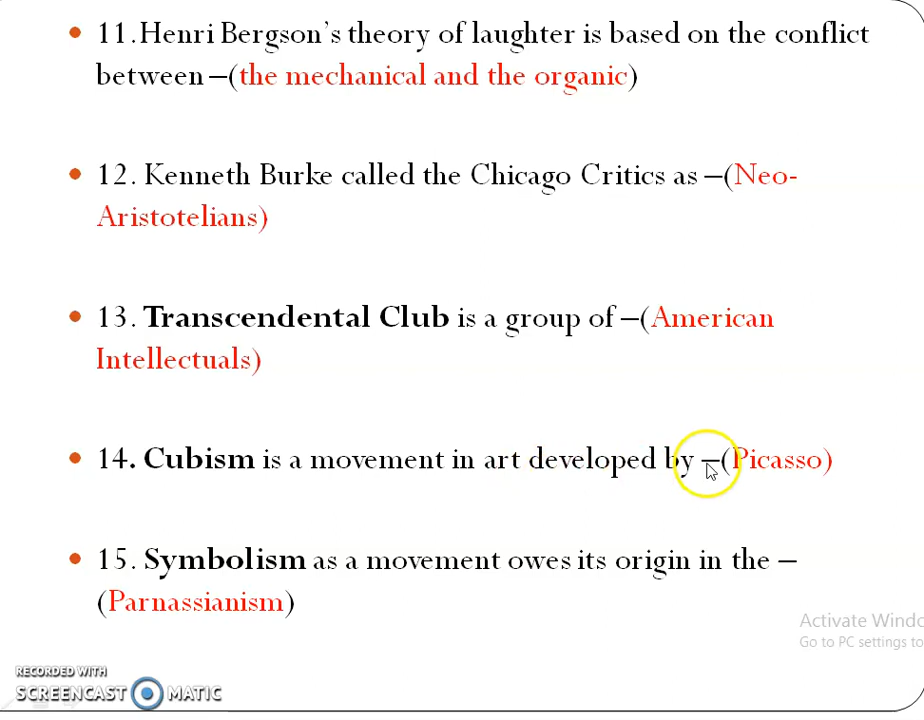 11.Henri Bergson's theory of laughter is based on the conflict
between –(the mechanical and the organic)
12. Kenneth Burke called the Chicago Critics as –(Neo-
Aristotelians)
13. Transcendental Club is a group of –(American
Intellectuals)
14. Cubism is a movement in art developed by –(Picasso)
15. Symbolism as a movement owes its origin in the –
(Parnassianism)
Activate Windo
Go to PC settings to
RECORDED WITH
SCREENCAST MATIC